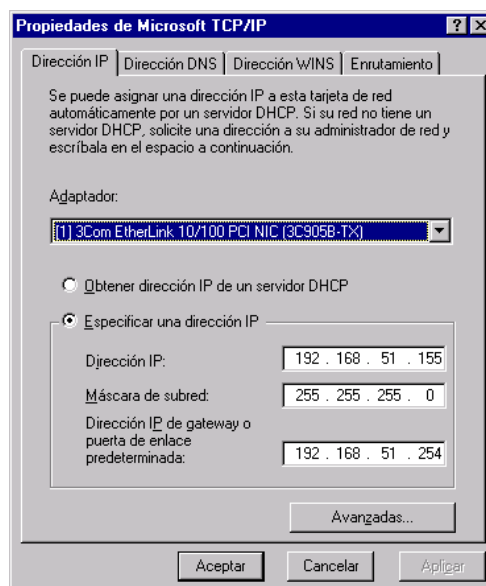 Propiedades de Microsoft TCP/IP
Dirección IP
Dirección DNS
Dirección WINS
Enrutamiento
Se puede asignar una dirección IP a esta tarjeta de red
automáticamente por un servidor DHCP. Si su red no tiene un
servidor DHCP, solicite una dirección a su administrador de red y
escríbala en el espacio a continuación.
Adaptador:
[1] 3Com EtherLink 10/100 PCI NIC (3C905B-TX)
Obtener dirección IP de un servidor DHCP
Especificar una dirección IP
Dirección IP: 192 . 168 . 51 . 155
Máscara de subred: 255 . 255 . 255 . 0
Dirección IP de gateway o
puerta de enlace
predeterminada: 192 . 168 . 51 . 254
Avanzadas...
Aceptar
Cancelar
Aplicar